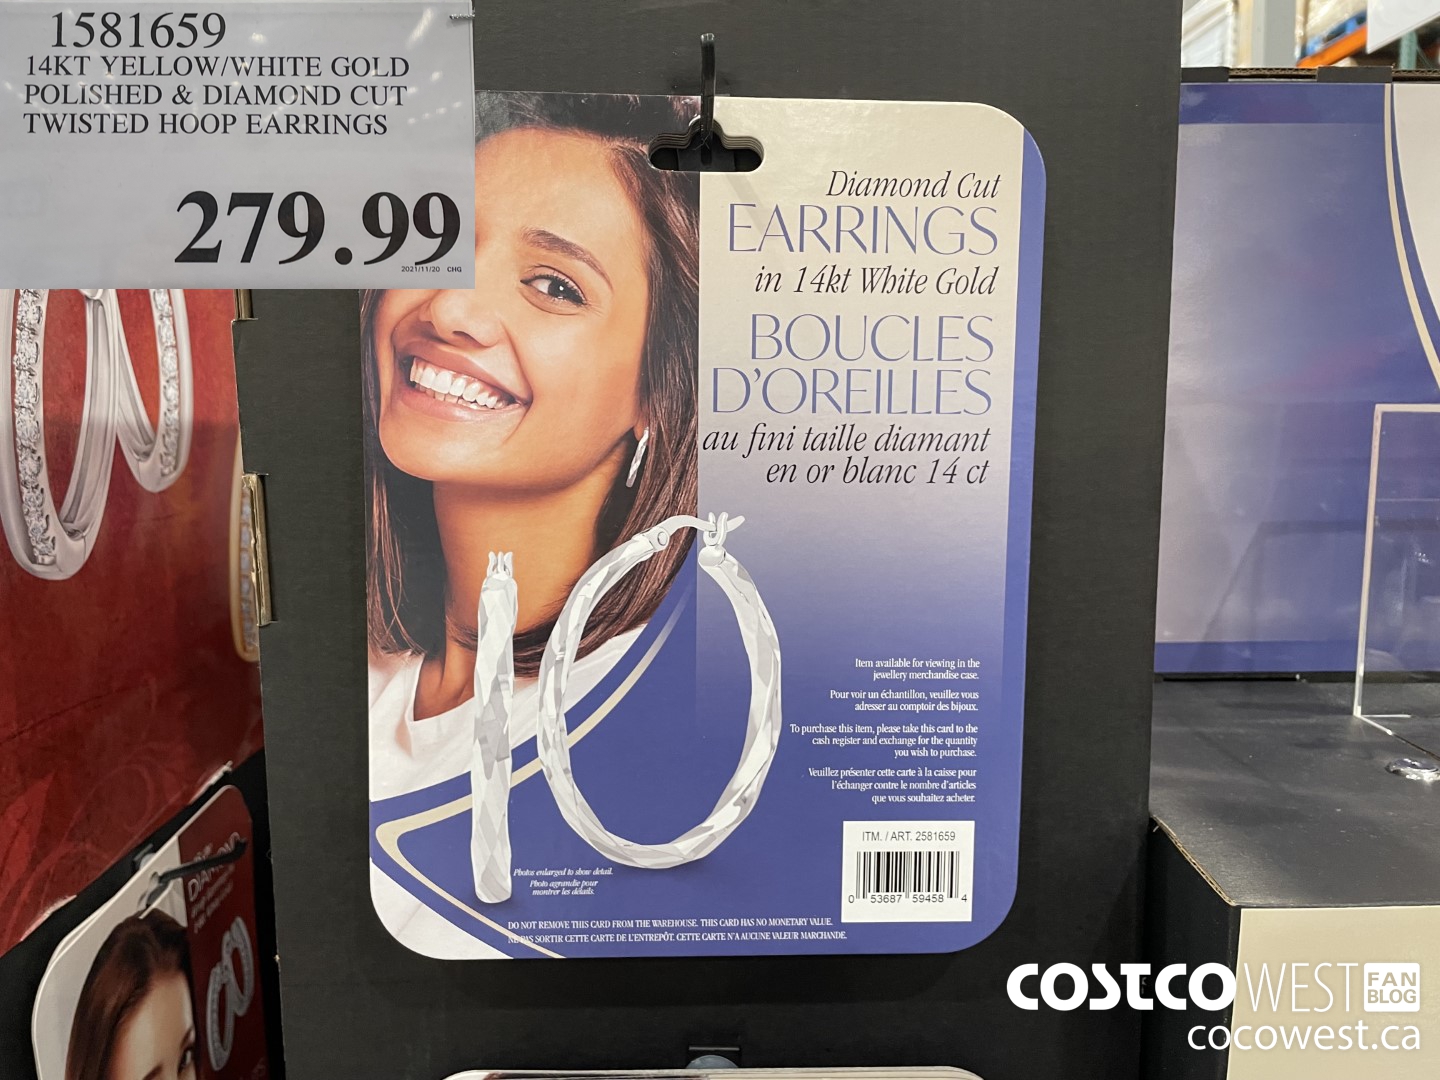 1581659
14KT YELLOW/WHITE GOLD
POLISHED & DIAMOND CUT
TWISTED HOOP EARRINGS
279.99
2021/11/20 CHG
Diamond Cut
EARRINGS
in 14kt White Gold
BOUCLES
D'OREILLES
au fini taille diamant
en or blanc 14 ct
Item available for viewing in the
jewellery merchandise case.
Pour voir un échantillon, veuillez vous
adresser au comptoir des bijoux.
To purchase this item, please take this card to the
cash register and exchange for the quantity
you wish to purchase.
Veuillez présenter cette carte à la caisse pour
l'échanger contre le nombre d'articles
que vous souhaitez acheter.
ITM. / ART. 2581659
0 53687 59458 4
Photos enlarged to show detail.
Photo agrandie pour
montrer les détails.
DO NOT REMOVE THIS CARD FROM THE WAREHOUSE. THIS CARD HAS NO MONETARY VALUE.
NE PAS SORTIR CETTE CARTE DE L'ENTREPÔT. CETTE CARTE N'A AUCUNE VALEUR MARCHANDE.
DIAMOND
COSTCO WEST FAN
BLOG
cocowest.ca